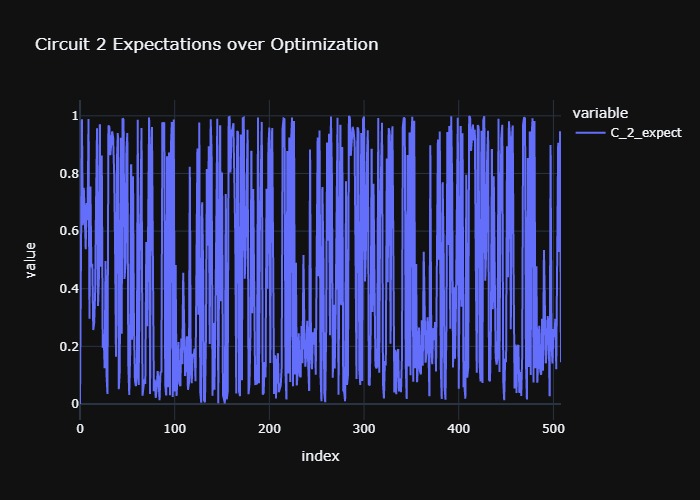 Circuit 2 Expectations over Optimization
variable
C_2_expect
value
1
0.8
0.6
0.4
0.2
0
0
100
200
300
400
500
index